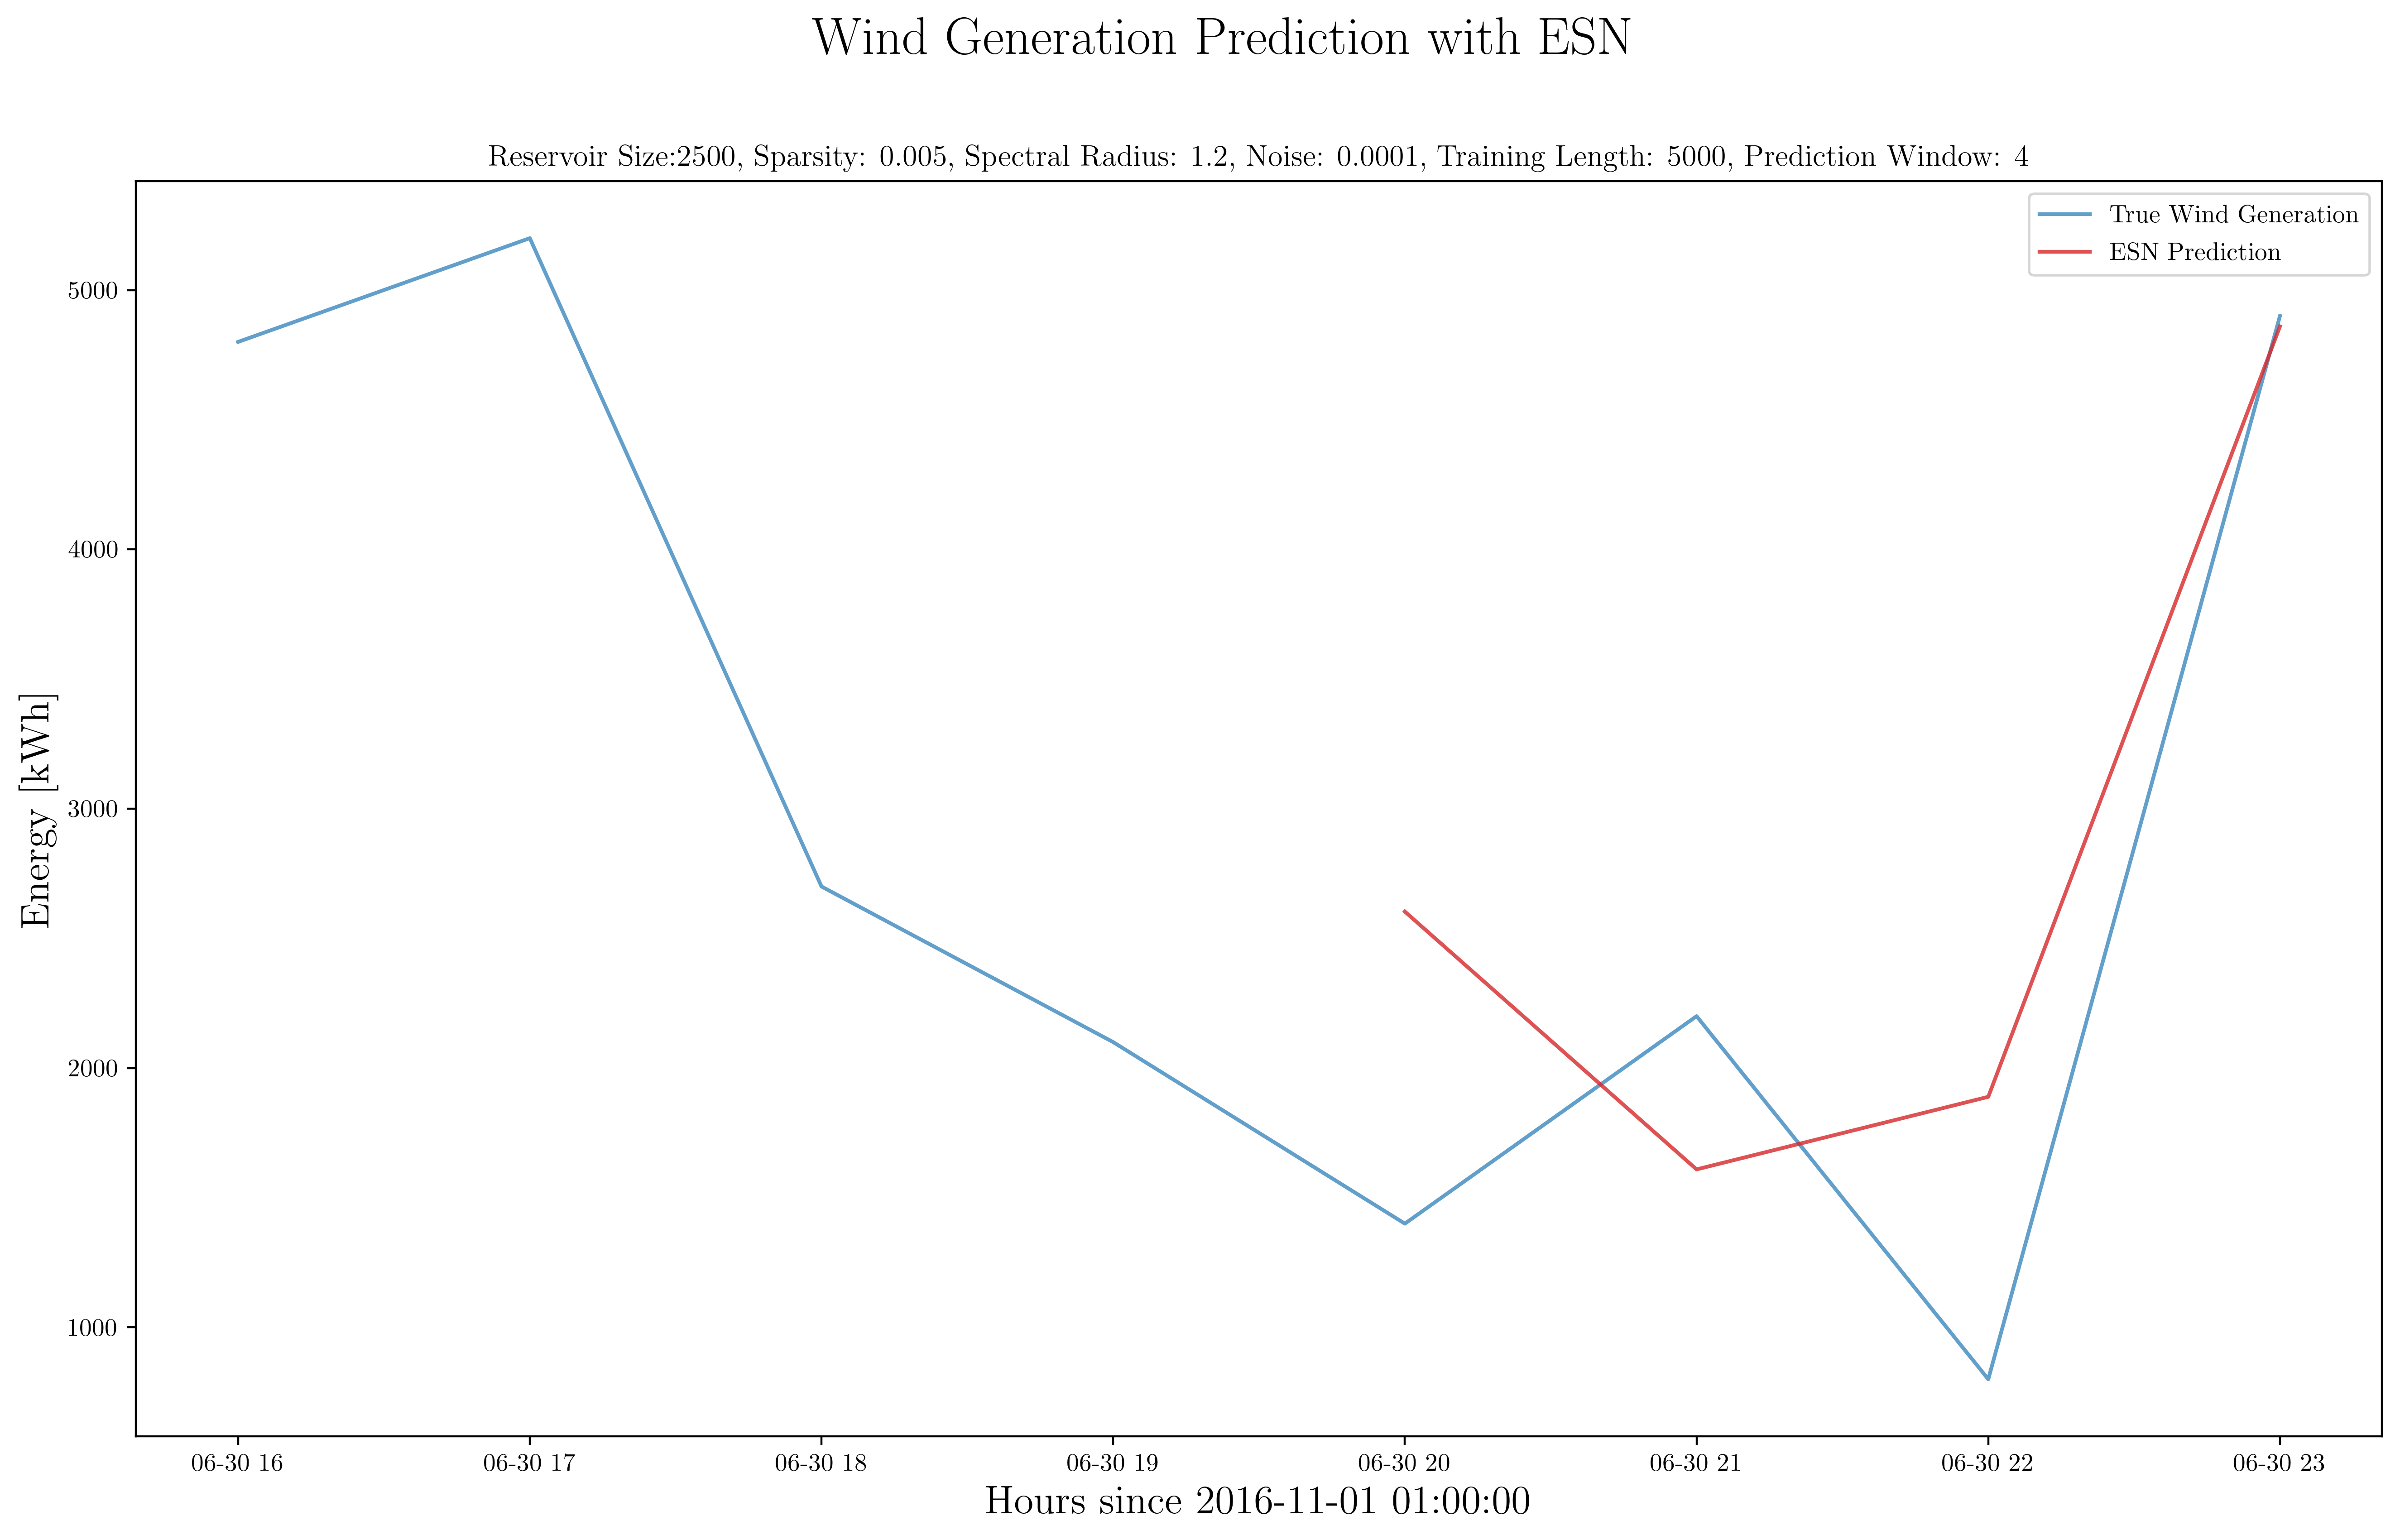 Wind Generation Prediction with ESN
Reservoir Size:2500, Sparsity: 0.005, Spectral Radius: 1.2, Noise: 0.0001, Training Length: 5000, Prediction Window: 4
True Wind Generation
ESN Prediction
5000
4000
3000
2000
1000
Energy [kWh]
06-30 16 06-30 17 06-30 18 06-30 19 06-30 20 06-30 21 06-30 22 06-30 23
Hours since 2016-11-01 01:00:00